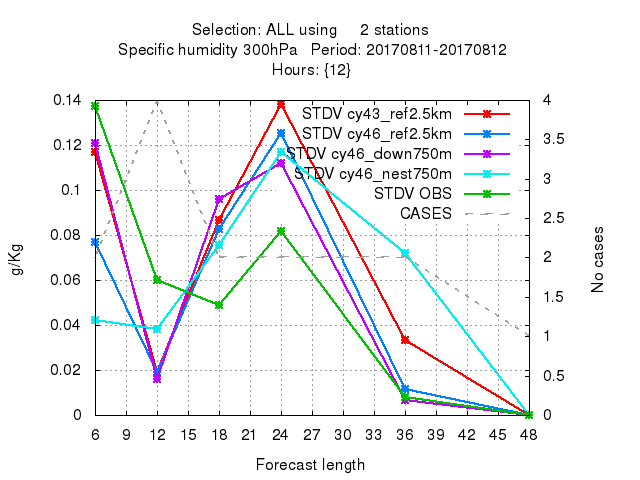 Selection: ALL using 2 stations
Specific humidity 300hPa Period: 20170811-20170812
Hours: {12}
STDV cy43_ref2.5km
STDV cy46_ref2.5km
STDV cy46_down750m
STDV cy46_nest750m
STDV OBS
CASES
0.14
0.12
0.1
0.08
0.06
0.04
0.02
0
g/Kg
4
3.5
3
2.5
2
1.5
1
0.5
0
No cases
6 9 12 15 18 21 24 27 30 33 36 39 42 45 48
Forecast length